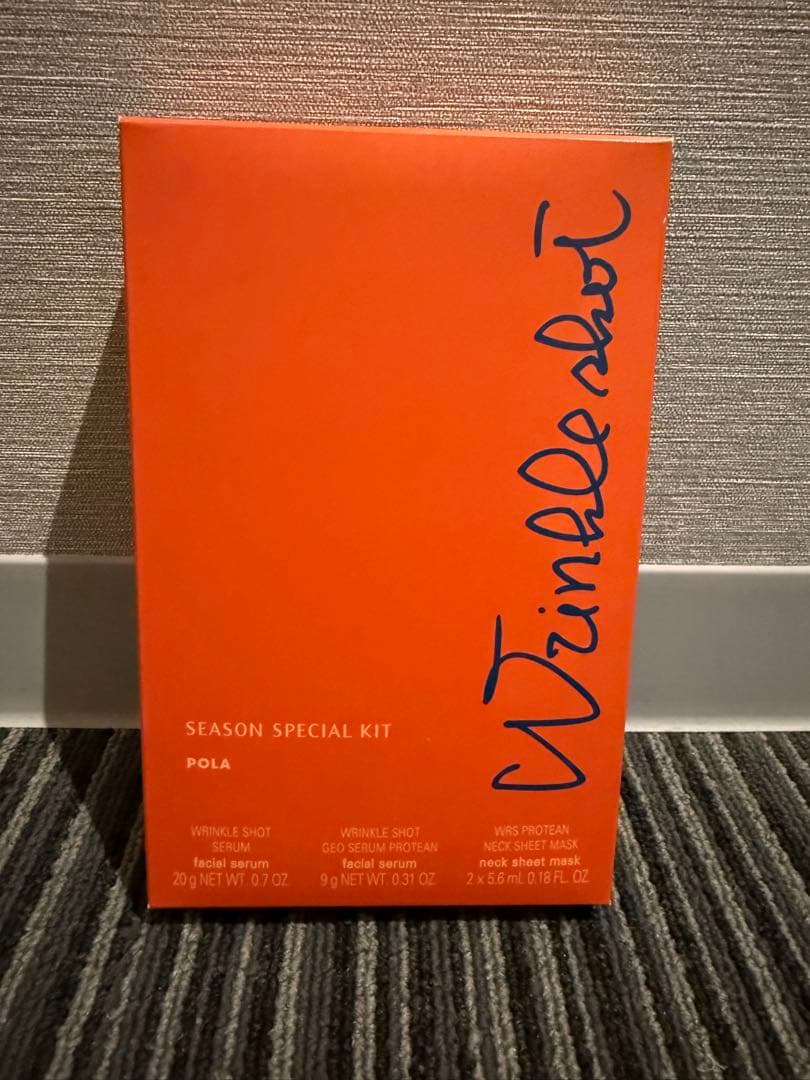 Wrinkle shot
SEASON SPECIAL KIT
POLA
WRINKLE SHOT
SERUM
facial serum
20 g NET WT. 0.7 OZ.
WRINKLE SHOT
GEO SERUM PROTEAN
facial serum
9 g NET WT. 0.31 OZ.
WRS PROTEAN
NECK SHEET MASK
neck sheet mask
2 x 5.6 mL 0.18 FL. OZ.